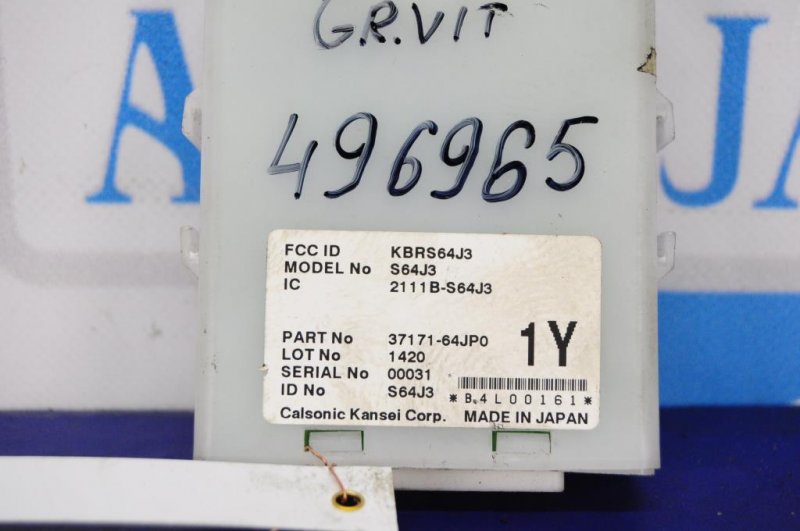 GR.VIT
496965
FCC ID KBRS64J3
MODEL No S64J3
IC 2111B-S64J3
PART No 37171-64JP0
LOT No 1420
SERIAL No 00031
ID No S64J3
1Y
*B4L00161*
Calsonic Kansei Corp. MADE IN JAPAN